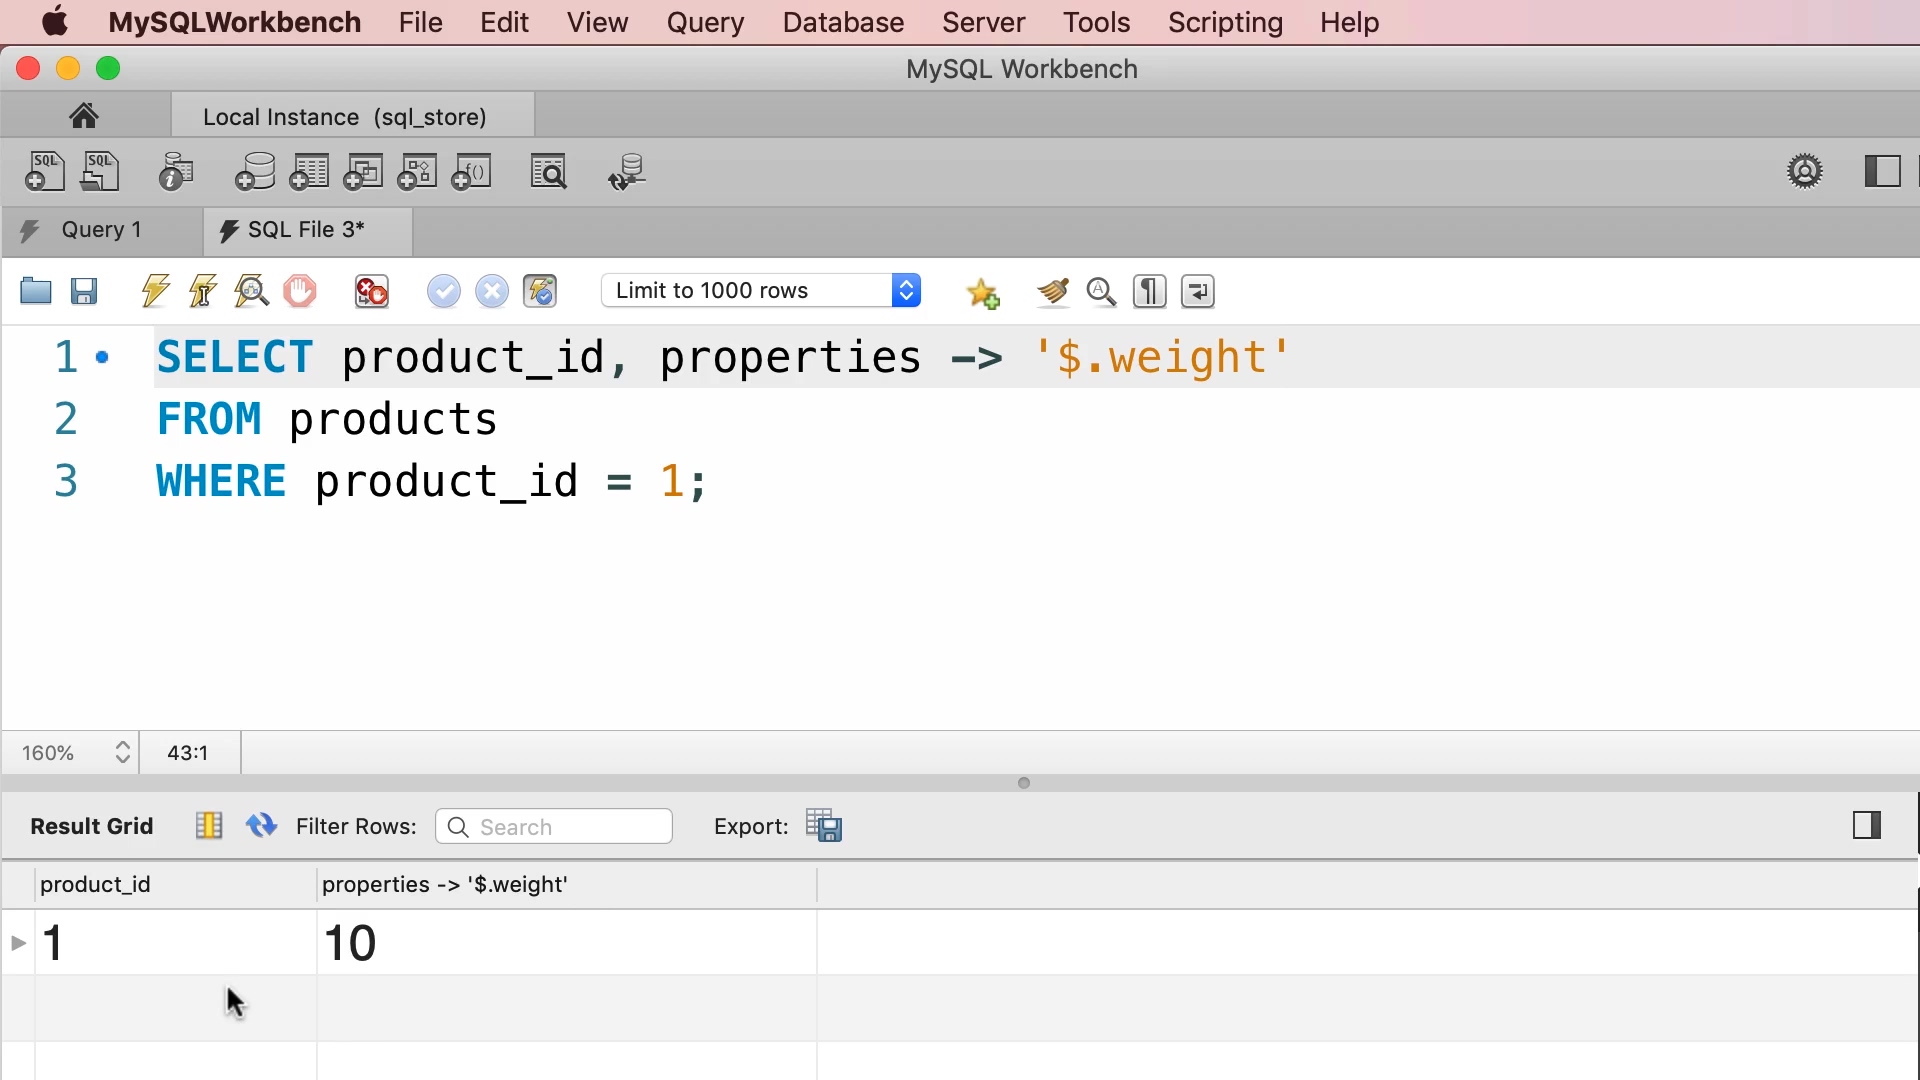 MySQLWorkbench File Edit View Query Database Server Tools Scripting Help
MySQL Workbench
Local Instance (sql_store)
SQL SQL i f()
Query 1 SQL File 3*
Limit to 1000 rows
1 SELECT product_id, properties -> '$.weight'
2 FROM products
3 WHERE product_id = 1;
160% 43:1
Result Grid Filter Rows: Search Export:
product_id properties -> '$.weight'
1 10